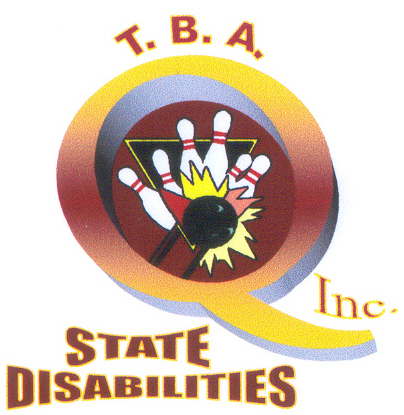 T. B. A.
Q
Inc.
STATE
DISABILITIES